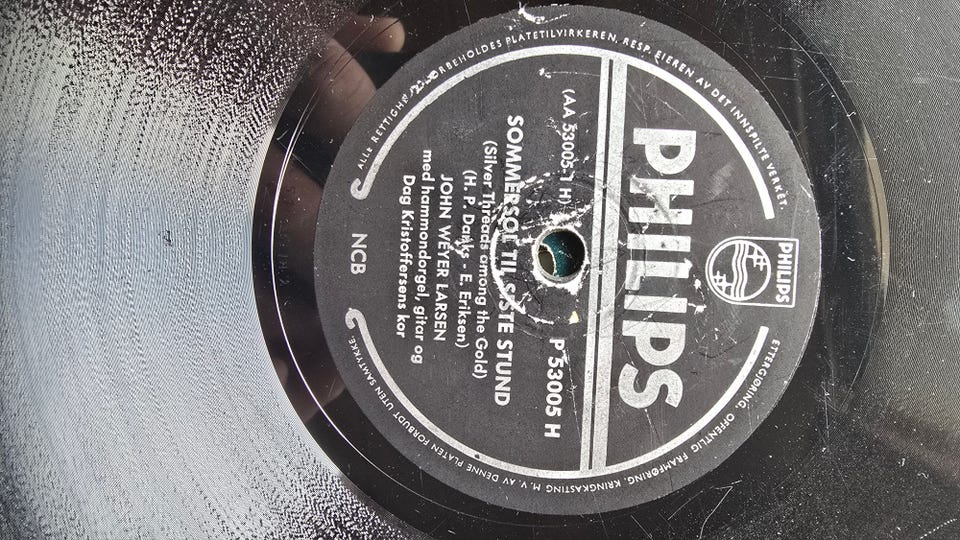 ALLE RETTIGHETER FORBEHOLDES PLATETILVIRKEREN, RESP. EIEREN AV DET INNSPILTE VERKET.
PHILIPS
PHILIPS
(AA 53005-1 H)
P 53005 H
SOMMERSOL TIL SISTE STUND
(Silver Threads among the Gold)
(H. P. Danks - E. Eriksen)
JOHN WEYER LARSEN
med hammondorgel, gitar og
Dag Kristoffersens kor
NCB
ETTERGJØRING, OFFENTLIG FRAMFØRING, KRINGKASTING M. V. AV DENNE PLATEN FORBUDT UTEN SAMTYKKE.